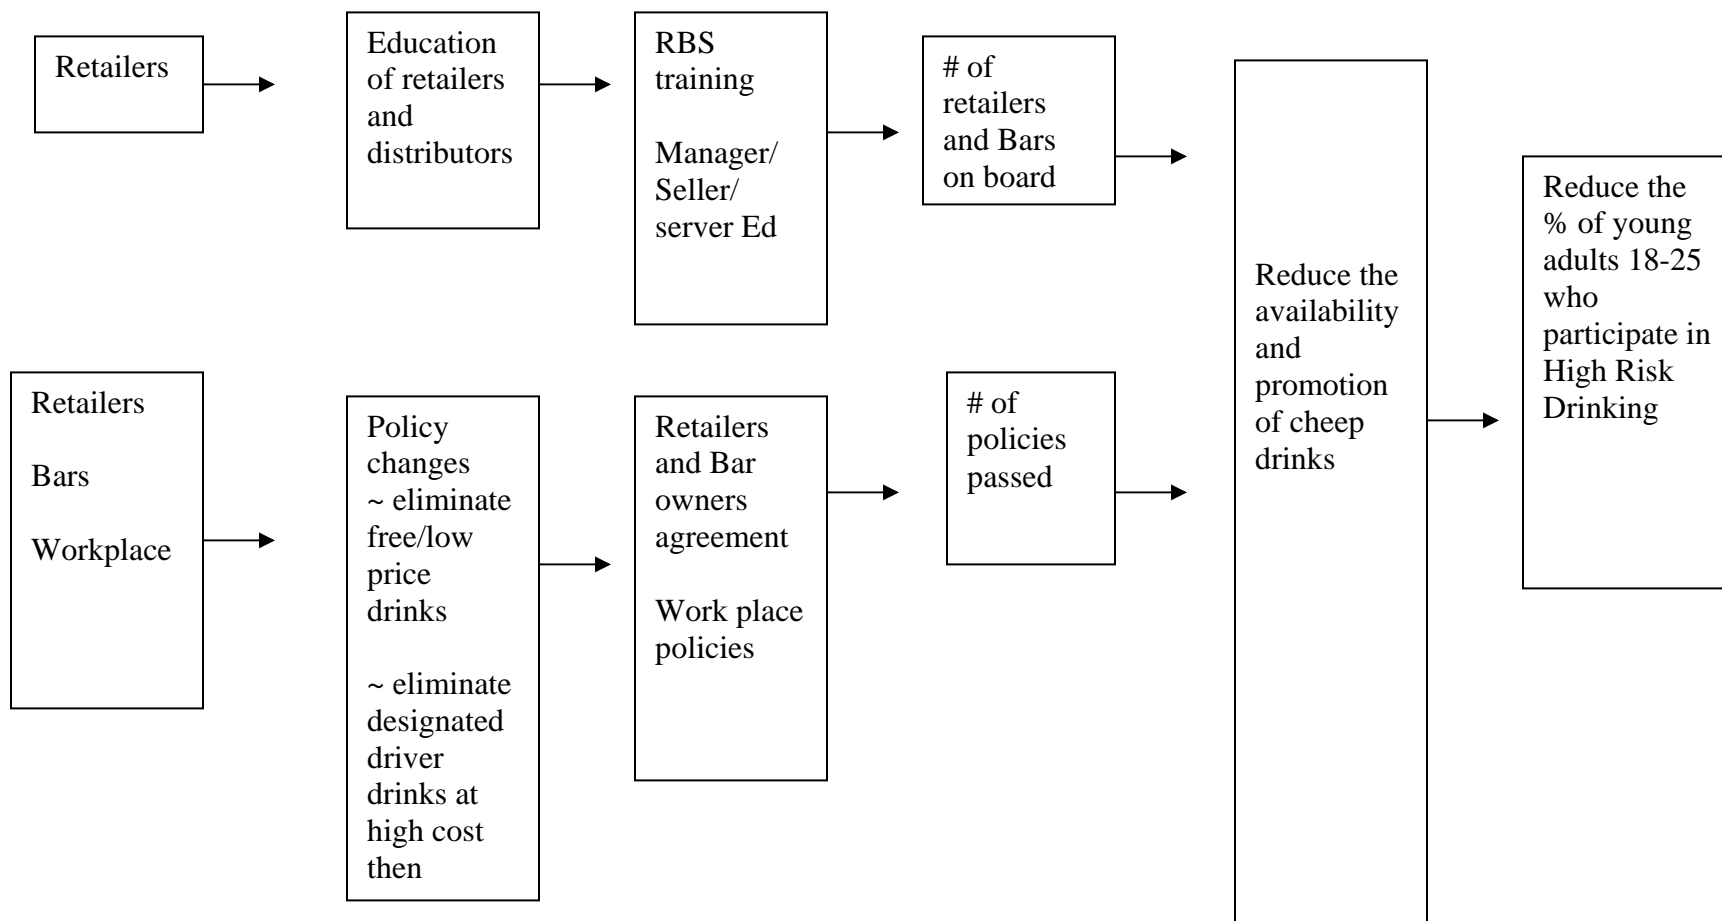 Retailers
Education
of retailers
and
distributors
RBS
training
Manager/
Seller/
server Ed
# of
retailers
and Bars
on board
Reduce the
availability
and
promotion
of cheep
drinks
Reduce the
% of young
adults 18-25
who
participate in
High Risk
Drinking
Retailers
Bars
Workplace
Policy
changes
~ eliminate
free/low
price
drinks
~ eliminate
designated
driver
drinks at
high cost
then
Retailers
and Bar
owners
agreement
Work place
policies
# of
policies
passed